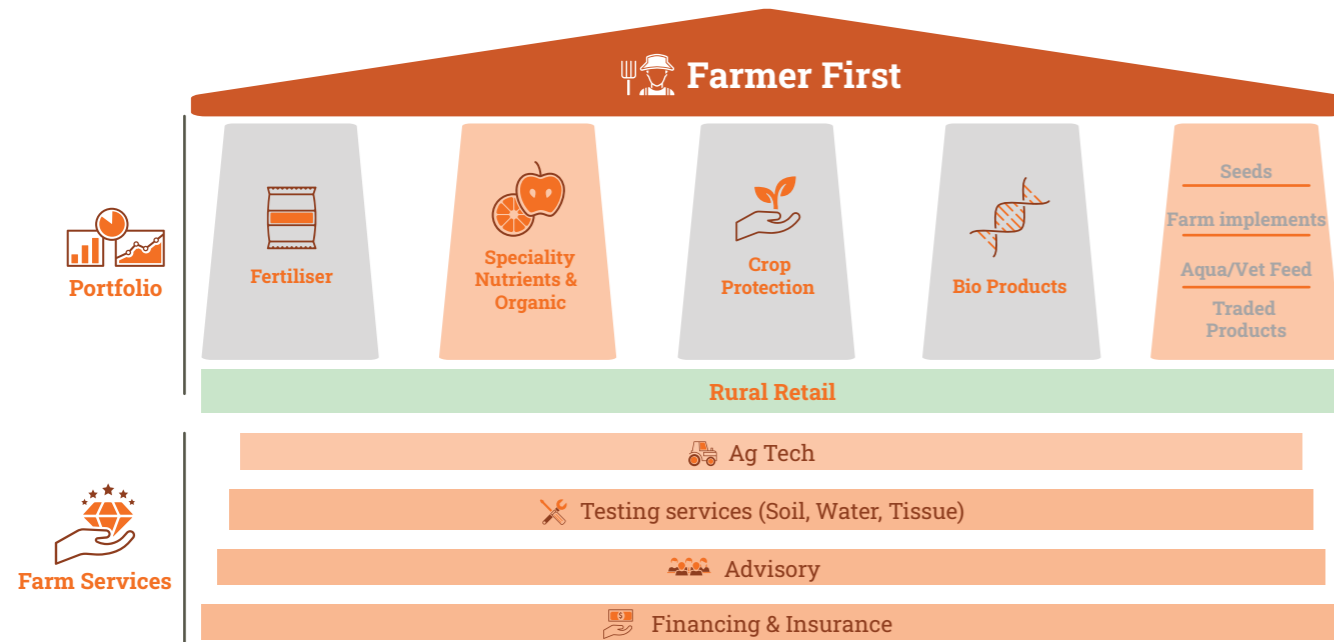 Farmer First
Portfolio
Fertiliser
Speciality
Nutrients &
Organic
Crop
Protection
Bio Products
Seeds
Farm implements
Aqua/Vet Feed
Traded
Products
Rural Retail
Farm Services
Ag Tech
Testing services (Soil, Water, Tissue)
Advisory
$ Financing & Insurance